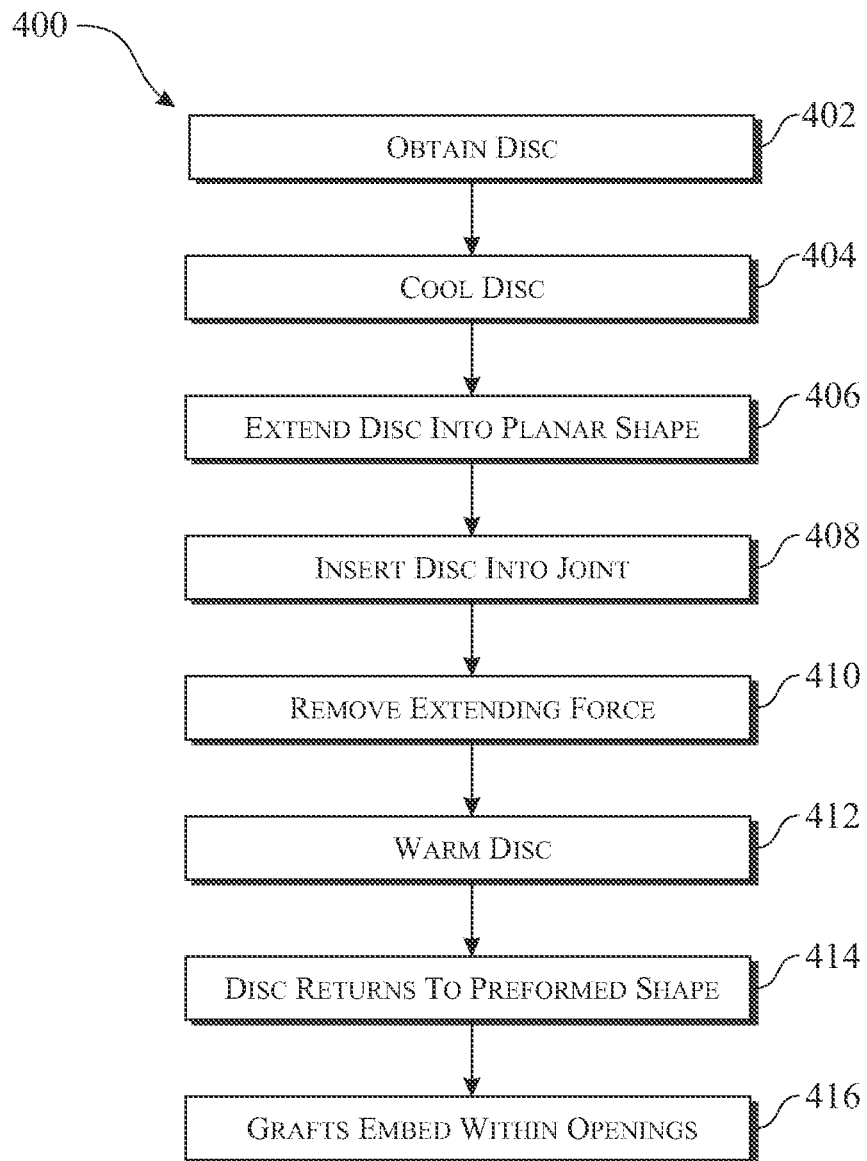 400
402
OBTAIN DISC
404
COOL DISC
406
EXTEND DISC INTO PLANAR SHAPE
408
INSERT DISC INTO JOINT
410
REMOVE EXTENDING FORCE
412
WARM DISC
414
DISC RETURNS TO PREFORMED SHAPE
416
GRAFTS EMBED WITHIN OPENINGS